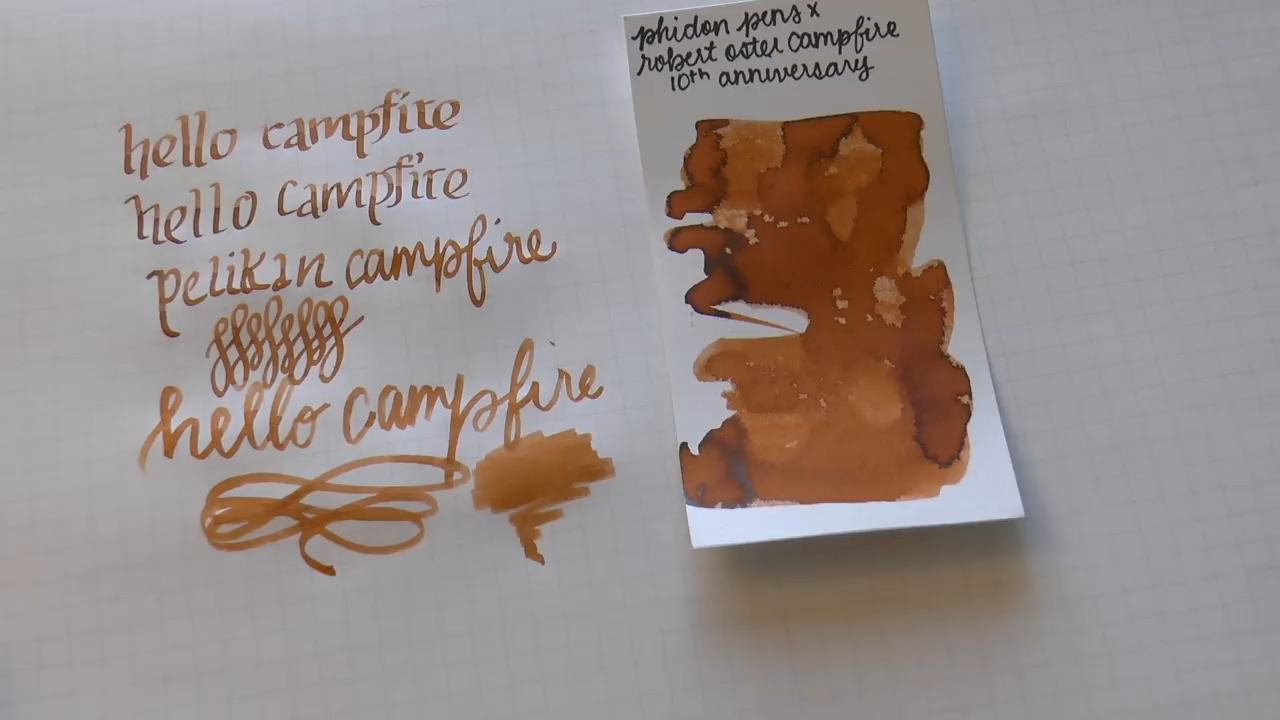 hello campfire
hello campfire
pelikan campfire
hello campfire
phidon pens x
robert oster campfire
10th anniversary